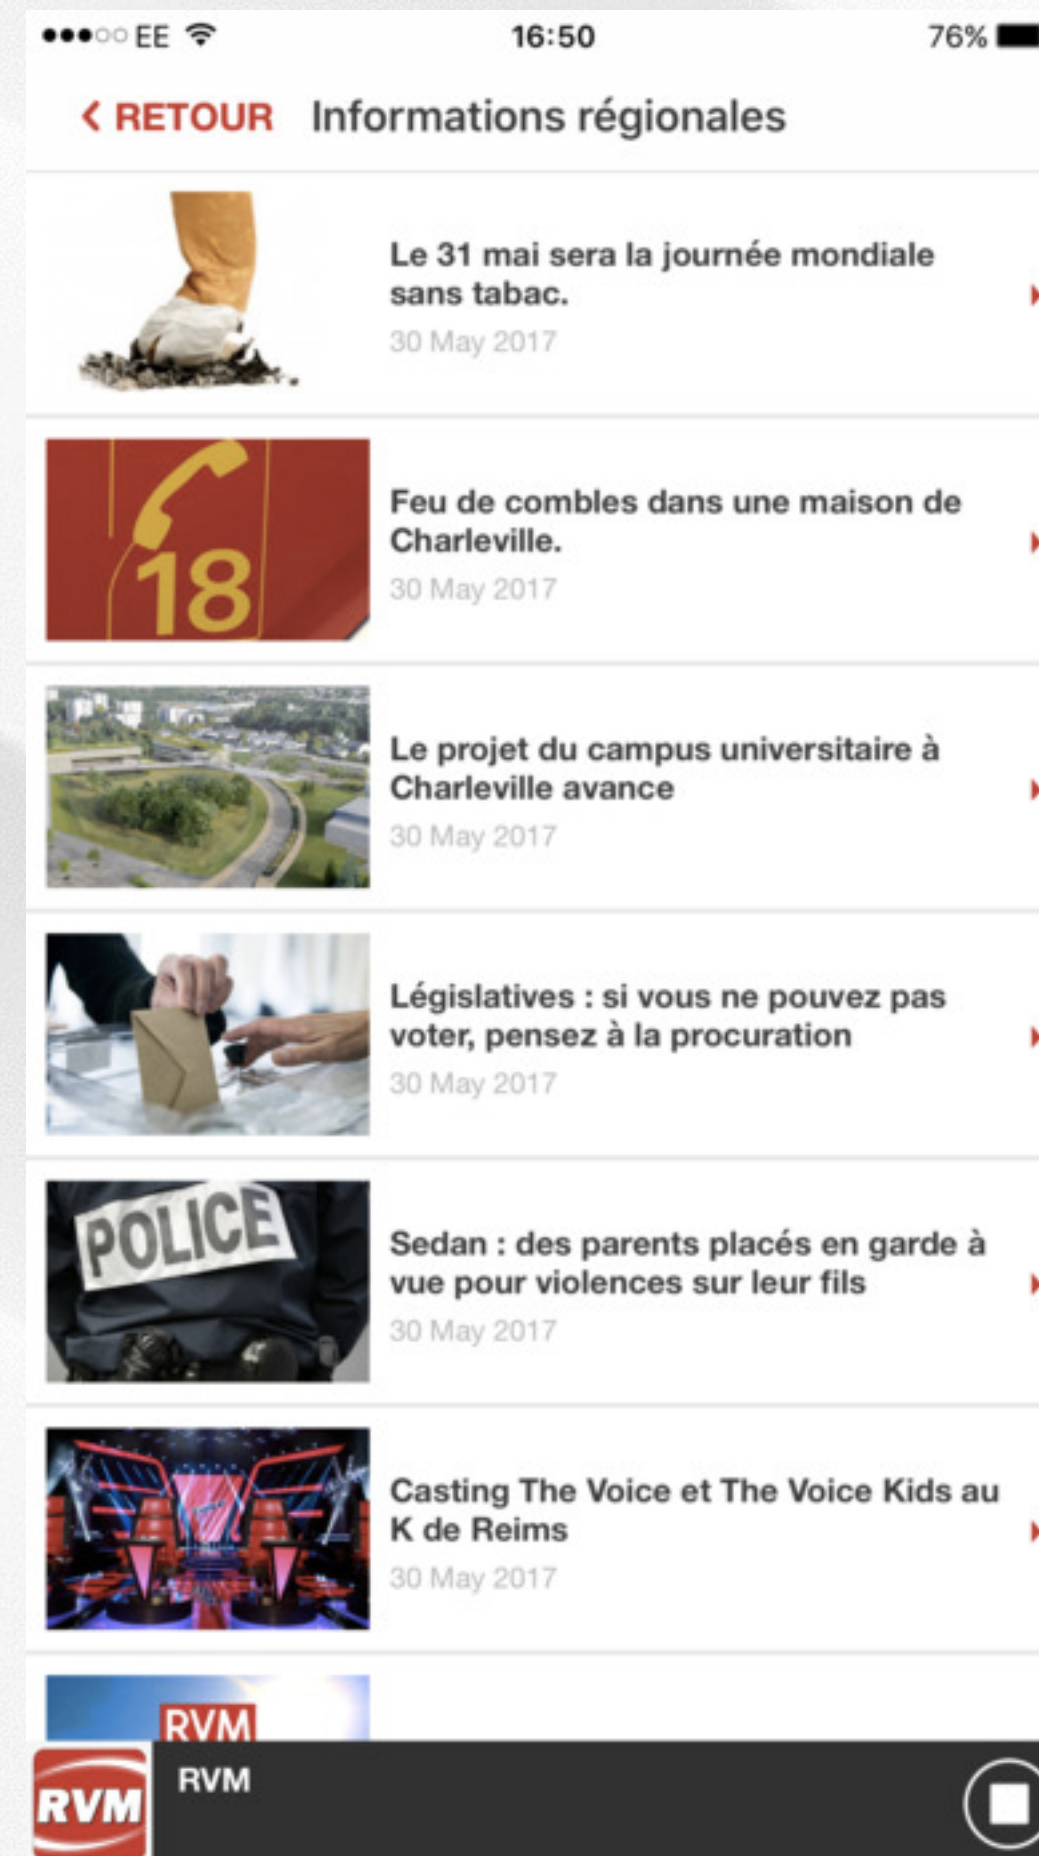 EE 16:50 76%
RETOUR Informations régionales
Le 31 mai sera la journée mondiale
sans tabac.
30 May 2017
18
Feu de combles dans une maison de
Charleville.
30 May 2017
Le projet du campus universitaire à
Charleville avance
30 May 2017
Législatives : si vous ne pouvez pas
voter, pensez à la procuration
30 May 2017
POLICE
Sedan : des parents placés en garde à
vue pour violences sur leur fils
30 May 2017
Casting The Voice et The Voice Kids au
K de Reims
30 May 2017
RVM
RVM
RVM